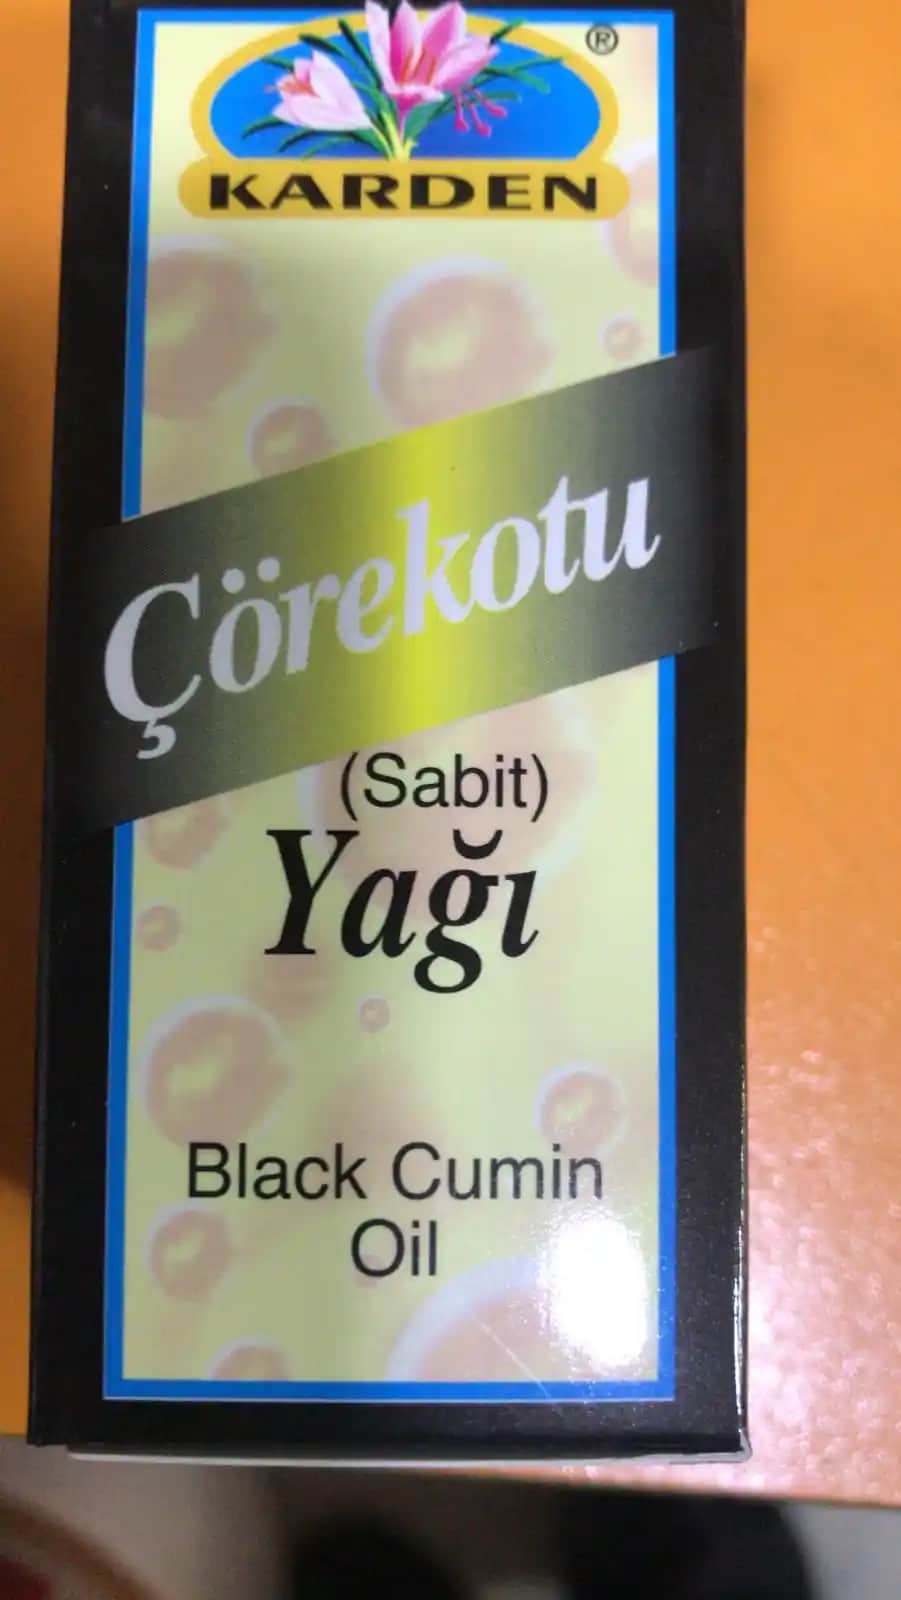 ®
KARDEN
Çörekotu
(Sabit)
Yağı
Black Cumin
Oil